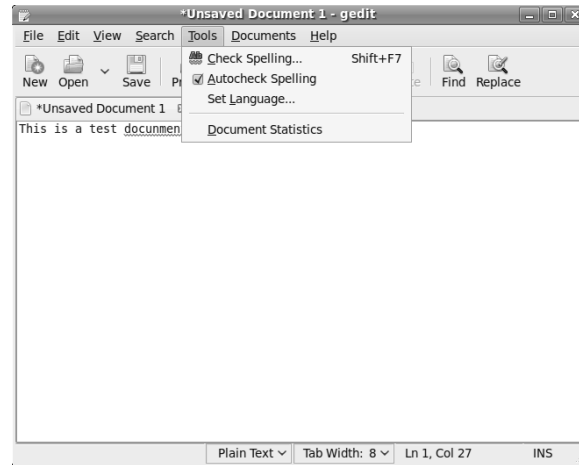 *Unsaved Document 1 - gedit
File Edit View Search Tools Documents Help
Check Spelling... Shift+F7
Autocheck Spelling
Set Language...
Document Statistics
New Open Save Find Replace
*Unsaved Document 1
This is a test
Plain Text Tab Width: 8 Ln 1, Col 27 INS